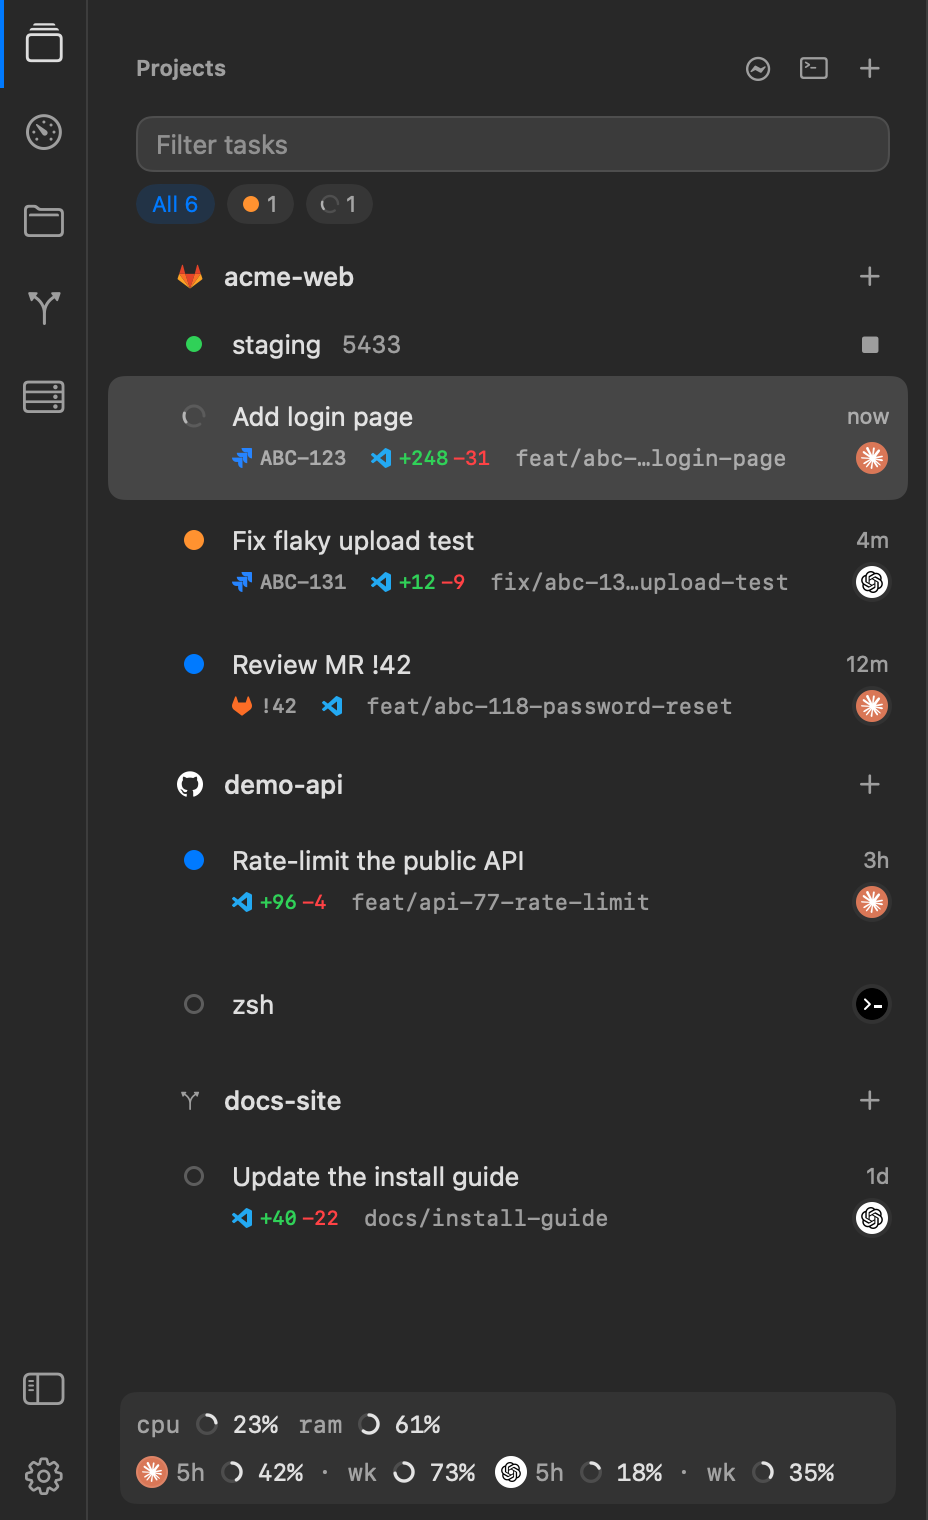 Projects
Filter tasks
All 6 1 1
acme-web
staging 5433
Add login page now
ABC-123 +248 -31 feat/abc-…login-page
Fix flaky upload test 4m
ABC-131 +12 -9 fix/abc-13…upload-test
Review MR !42 12m
!42 feat/abc-118-password-reset
demo-api
Rate-limit the public API 3h
+96 -4 feat/api-77-rate-limit
zsh
docs-site
Update the install guide 1d
+40 -22 docs/install-guide
cpu 23% ram 61%
5h 42% · wk 73% 5h 18% · wk 35%